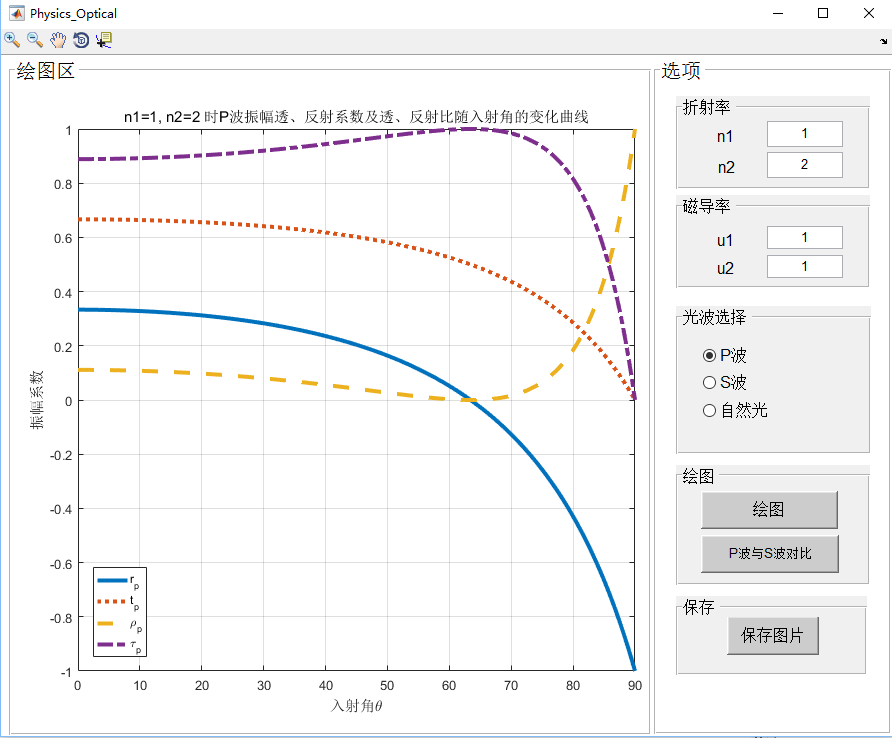 Physics_Optical
绘图区
n1=1, n2=2 时P波振幅透、反射系数及透、反射比随入射角的变化曲线
1
0.8
0.6
0.4
0.2
0
-0.2
-0.4
-0.6
-0.8
-1
振幅系数
r_p
t_p
ρ_p
τ_p
0 10 20 30 40 50 60 70 80 90
入射角θ
选项
折射率
n1 1
n2 2
磁导率
u1 1
u2 1
光波选择
P波
S波
自然光
绘图
绘图
P波与S波对比
保存
保存图片